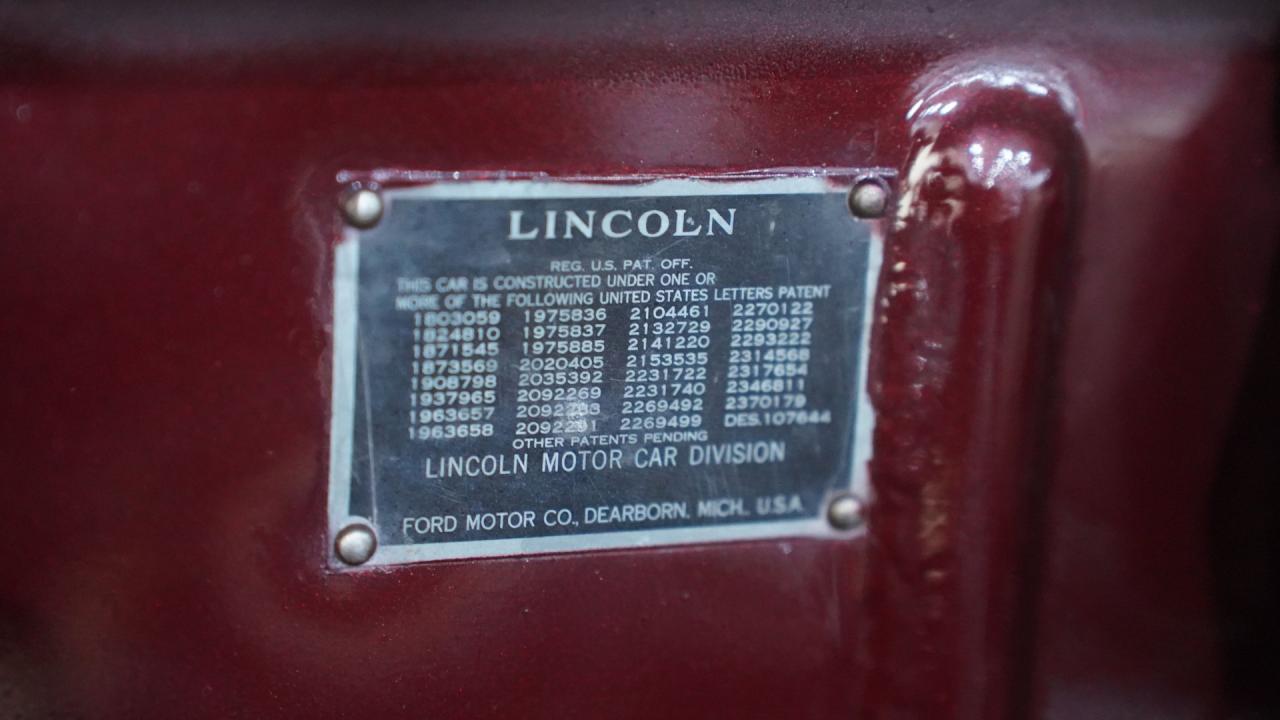 LINCOLN
REG. U.S. PAT. OFF.
THIS CAR IS CONSTRUCTED UNDER ONE OR
MORE OF THE FOLLOWING UNITED STATES LETTERS PATENT
1803059 1975836 2104461 2270122
1824810 1975837 2132729 2290927
1871545 1975885 2141220 2293222
1873569 2020405 2153535 2314568
1908798 2035392 2231722 2317654
1937965 2092269 2231740 2346811
1963657 2269492 2370179
1963658 2269499 DES.107644
OTHER PATENTS PENDING
LINCOLN MOTOR CAR DIVISION
FORD MOTOR CO., DEARBORN, MICH., U.S.A